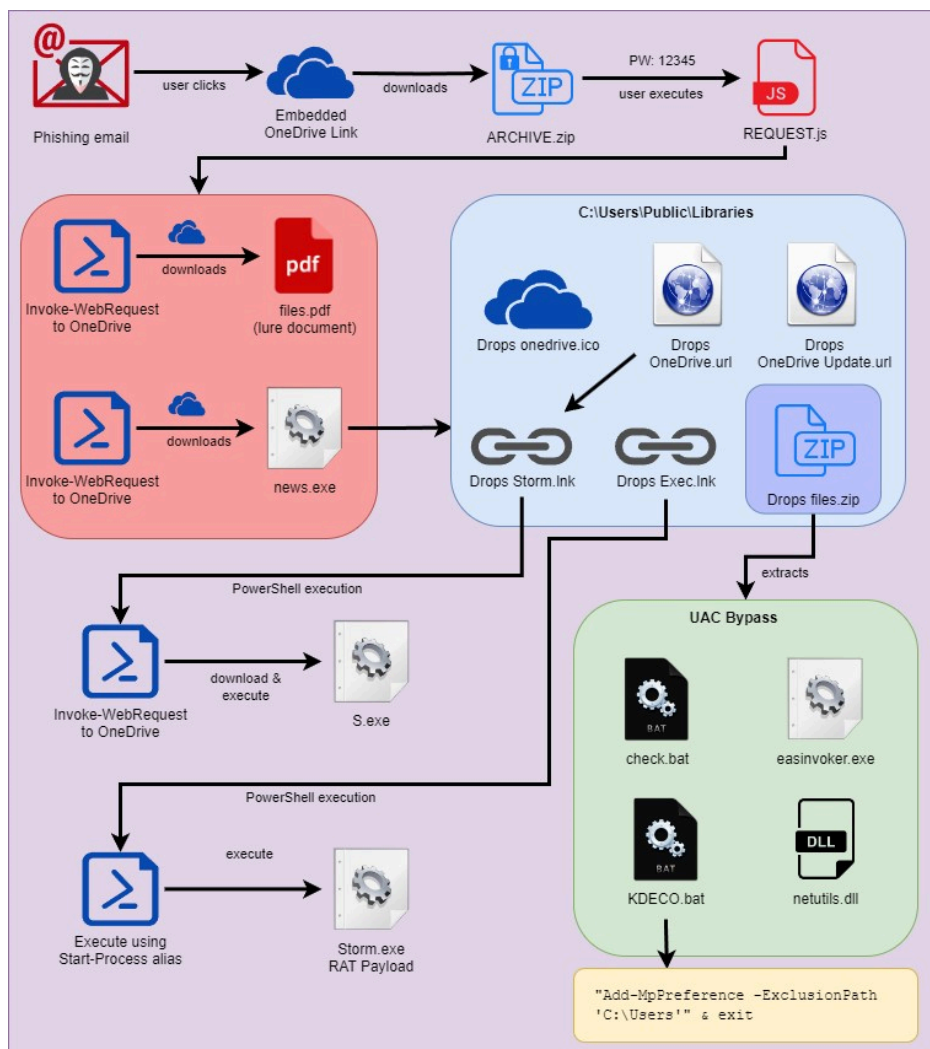 @
Phishing email
user clicks
Embedded
OneDrive Link
downloads
ZIP
ARCHIVE.zip
PW: 12345
user executes
JS
REQUEST.js
Invoke-WebRequest
to OneDrive
downloads
pdf
files.pdf
(lure document)
Invoke-WebRequest
to OneDrive
downloads
news.exe
C:\Users\Public\Libraries
Drops onedrive.ico
Drops
OneDrive.url
Drops
OneDrive Update.url
Drops Storm.lnk
Drops Exec.lnk
ZIP
Drops files.zip
PowerShell execution
Invoke-WebRequest
to OneDrive
download &
execute
S.exe
PowerShell execution
Execute using
Start-Process alias
execute
Storm.exe
RAT Payload
extracts
UAC Bypass
BAT
check.bat
easinvoker.exe
BAT
KDECO.bat
DLL
netutils.dll
"Add-MpPreference -ExclusionPath
'C:\Users'" & exit